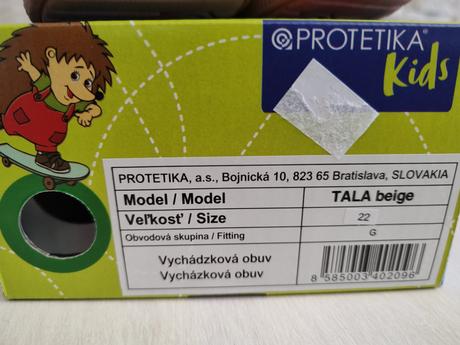 PROTETIKA®
Kids
PROTETIKA, a.s., Bojnická 10, 823 65 Bratislava, SLOVAKIA
Model / Model TALA beige
Veľkosť / Size 22
Obvodová skupina / Fitting G
Vychádzková obuv
Vycházková obuv
8 585003 402096